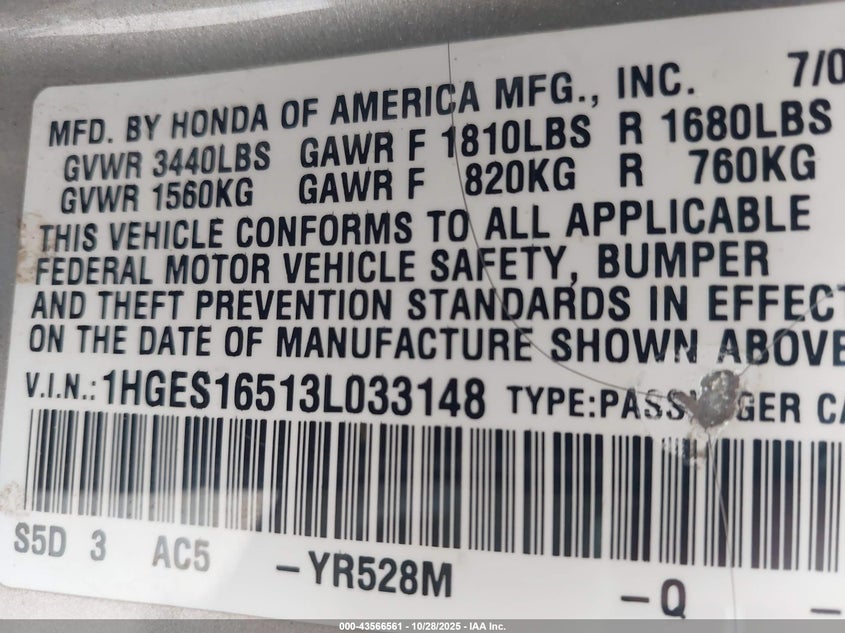 MFD. BY HONDA OF AMERICA MFG., INC. 7/0
GVWR 3440LBS GAWR F 1810LBS R 1680LBS
GVWR 1560KG GAWR F 820KG R 760KG
THIS VEHICLE CONFORMS TO ALL APPLICABLE
FEDERAL MOTOR VEHICLE SAFETY, BUMPER
AND THEFT PREVENTION STANDARDS IN EFFECT
ON THE DATE OF MANUFACTURE SHOWN ABOVE
V.I.N.: 1HGES16513L033148 TYPE:PASSENGER CA
S5D 3 AC5 -YR528M -Q -
000-43566561 | 10/28/2025 - IAA Inc.